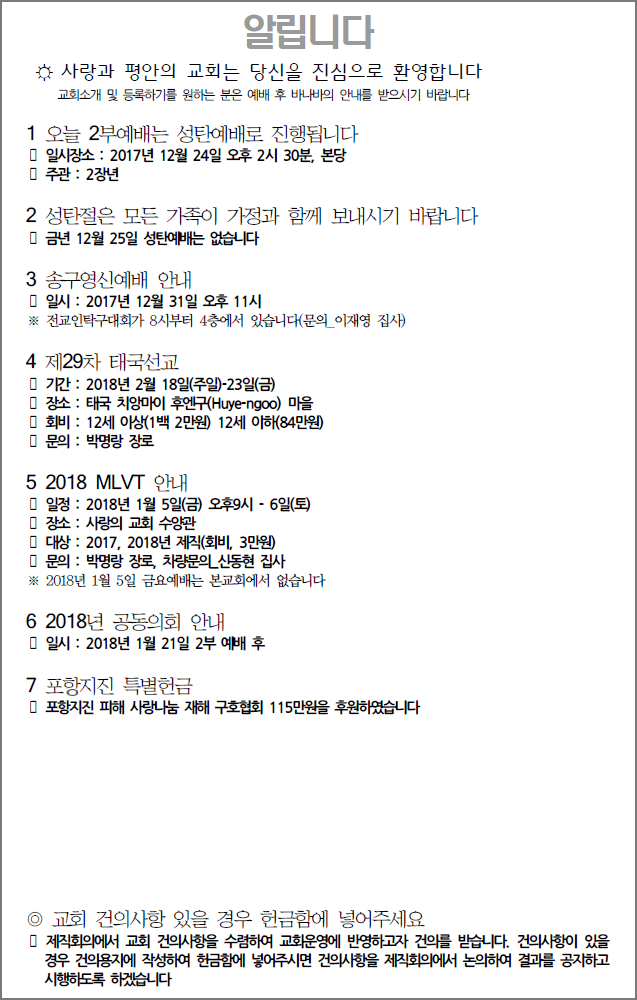 알립니다
☼ 사랑과 평안의 교회는 당신을 진심으로 환영합니다
교회소개 및 등록하기를 원하는 분은 예배 후 바나바의 안내를 받으시기 바랍니다
1 오늘 2부예배는 성탄예배로 진행됩니다
▯ 일시장소 : 2017년 12월 24일 오후 2시 30분, 본당
▯ 주관 : 2장년
2 성탄절은 모든 가족이 가정과 함께 보내시기 바랍니다
▯ 금년 12월 25일 성탄예배는 없습니다
3 송구영신예배 안내
▯ 일시 : 2017년 12월 31일 오후 11시
※ 전교인탁구대회가 8시부터 4층에서 있습니다(문의_이재영 집사)
4 제29차 태국선교
▯ 기간 : 2018년 2월 18일(주일)-23일(금)
▯ 장소 : 태국 치앙마이 후엔구(Huye-ngoo) 마을
▯ 회비 : 12세 이상(1백 2만원) 12세 이하(84만원)
▯ 문의 : 박명랑 장로
5 2018 MLVT 안내
▯ 일정 : 2018년 1월 5일(금) 오후9시 - 6일(토)
▯ 장소 : 사랑의 교회 수양관
▯ 대상 : 2017, 2018년 제직(회비, 3만원)
▯ 문의 : 박명랑 장로, 차량문의_신동현 집사
※ 2018년 1월 5일 금요예배는 본교회에서 없습니다
6 2018년 공동의회 안내
▯ 일시 : 2018년 1월 21일 2부 예배 후
7 포항지진 특별헌금
▯ 포항지진 피해 사랑나눔 재해 구호협회 115만원을 후원하였습니다
◎ 교회 건의사항 있을 경우 헌금함에 넣어주세요
▯ 제직회의에서 교회 건의사항을 수렴하여 교회운영에 반영하고자 건의를 받습니다. 건의사항이 있을
경우 건의용지에 작성하여 헌금함에 넣어주시면 건의사항을 제직회의에서 논의하여 결과를 공지하고
시행하도록 하겠습니다